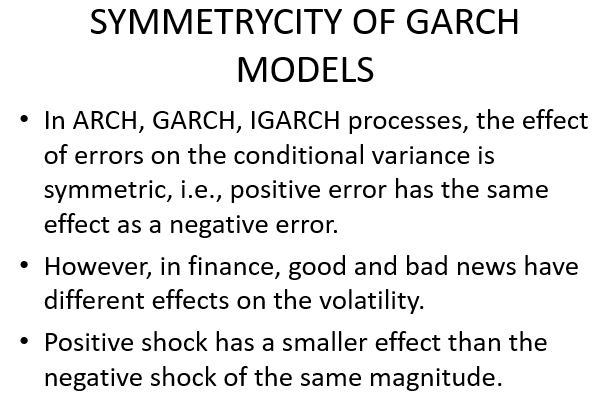 SYMMETRYCITY OF GARCH
MODELS
• In ARCH, GARCH, IGARCH processes, the effect
of errors on the conditional variance is
symmetric, i.e., positive error has the same
effect as a negative error.
• However, in finance, good and bad news have
different effects on the volatility.
• Positive shock has a smaller effect than the
negative shock of the same magnitude.